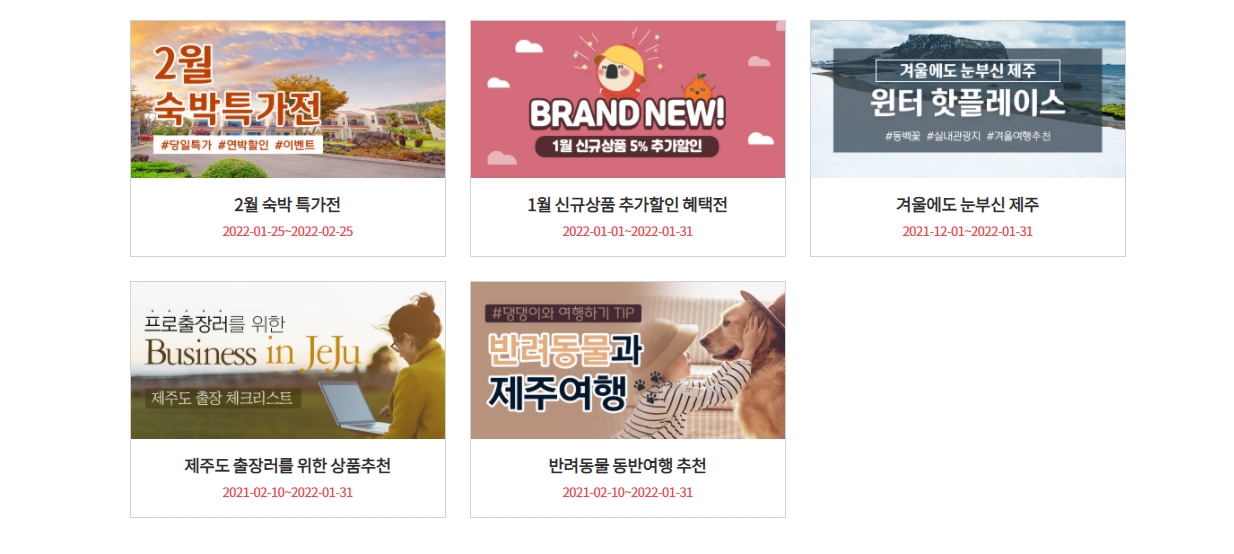 2월
숙박특가전
#당일특가 #연박할인 #이벤트
2월 숙박 특가전
2022-01-25~2022-02-25
BRAND NEW!
1월 신규상품 5% 추가할인
1월 신규상품 추가할인 혜택전
2022-01-01~2022-01-31
겨울에도 눈부신 제주
윈터 핫플레이스
#동백꽃 #실내관광지 #겨울여행추천
겨울에도 눈부신 제주
2021-12-01~2022-01-31
프로출장러를 위한
Business in JeJu
제주도 출장 체크리스트
제주도 출장러를 위한 상품추천
2021-02-10~2022-01-31
#댕댕이와 여행하기 TIP
반려동물과
제주여행
반려동물 동반여행 추천
2021-02-10~2022-01-31